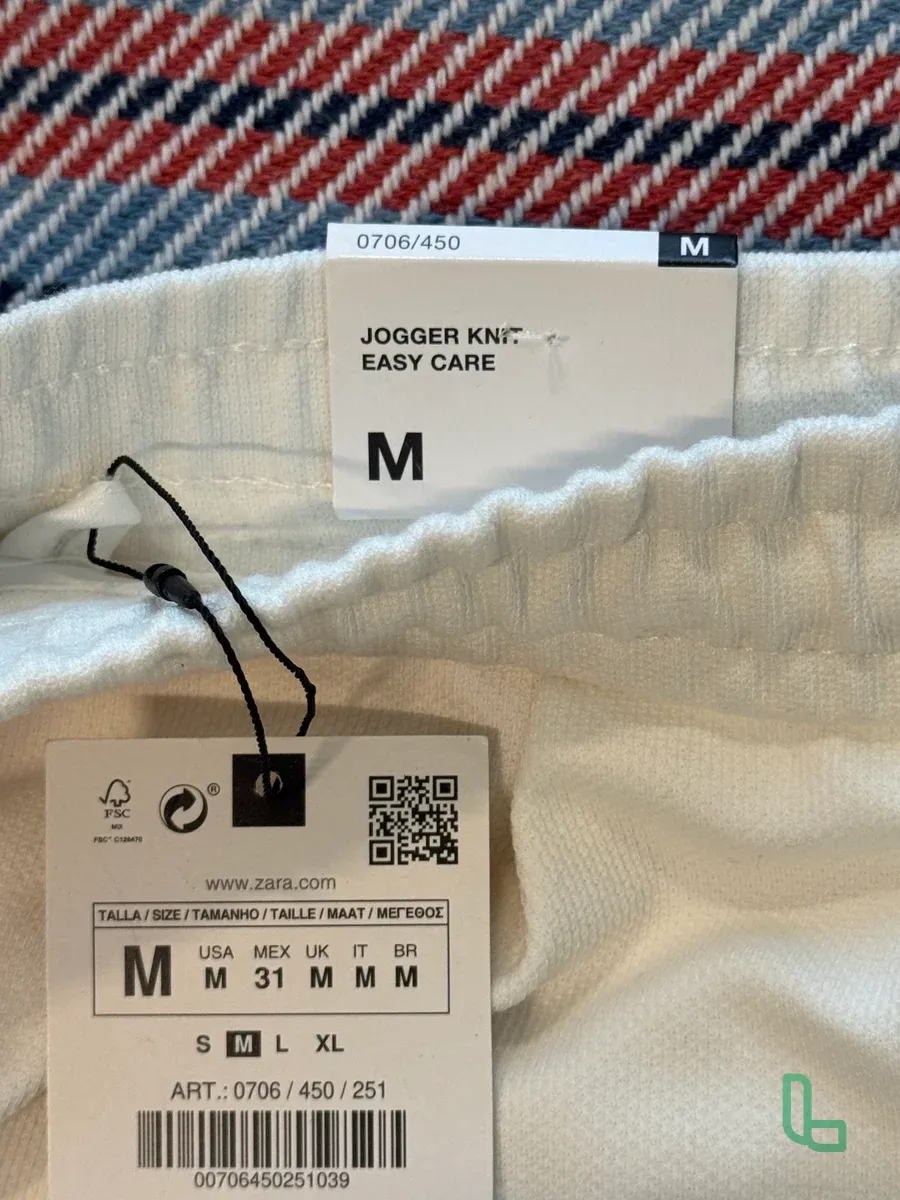 0706/450
M
JOGGER KNIT
EASY CARE
M
FSC
MIX
FSC® C128470
®
www.zara.com
TALLA / SIZE / TAMANHO / TAILLE / MAAT / ΜΕΓΕΘΟΣ
M
USA MEX UK IT BR
M 31 M M M
S M L XL
ART.: 0706 / 450 / 251
00706450251039